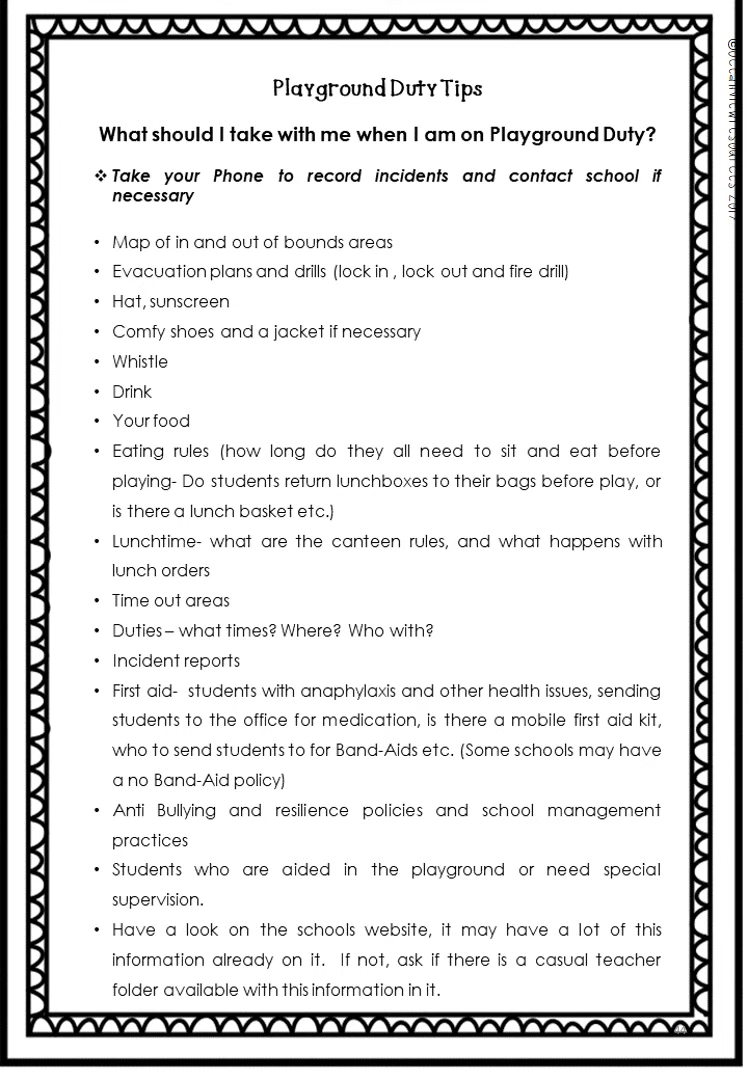 Playground Duty Tips
What should I take with me when I am on Playground Duty?
❖ Take your Phone to record incidents and contact school if
necessary
• Map of in and out of bounds areas
• Evacuation plans and drills (lock in , lock out and fire drill)
• Hat, sunscreen
• Comfy shoes and a jacket if necessary
• Whistle
• Drink
• Your food
• Eating rules (how long do they all need to sit and eat before
playing- Do students return lunchboxes to their bags before play, or
is there a lunch basket etc.)
• Lunchtime- what are the canteen rules, and what happens with
lunch orders
• Time out areas
• Duties – what times? Where? Who with?
• Incident reports
• First aid- students with anaphylaxis and other health issues, sending
students to the office for medication, is there a mobile first aid kit,
who to send students to for Band-Aids etc. (Some schools may have
a no Band-Aid policy)
• Anti Bullying and resilience policies and school management
practices
• Students who are aided in the playground or need special
supervision.
• Have a look on the schools website, it may have a lot of this
information already on it. If not, ask if there is a casual teacher
folder available with this information in it.
2017